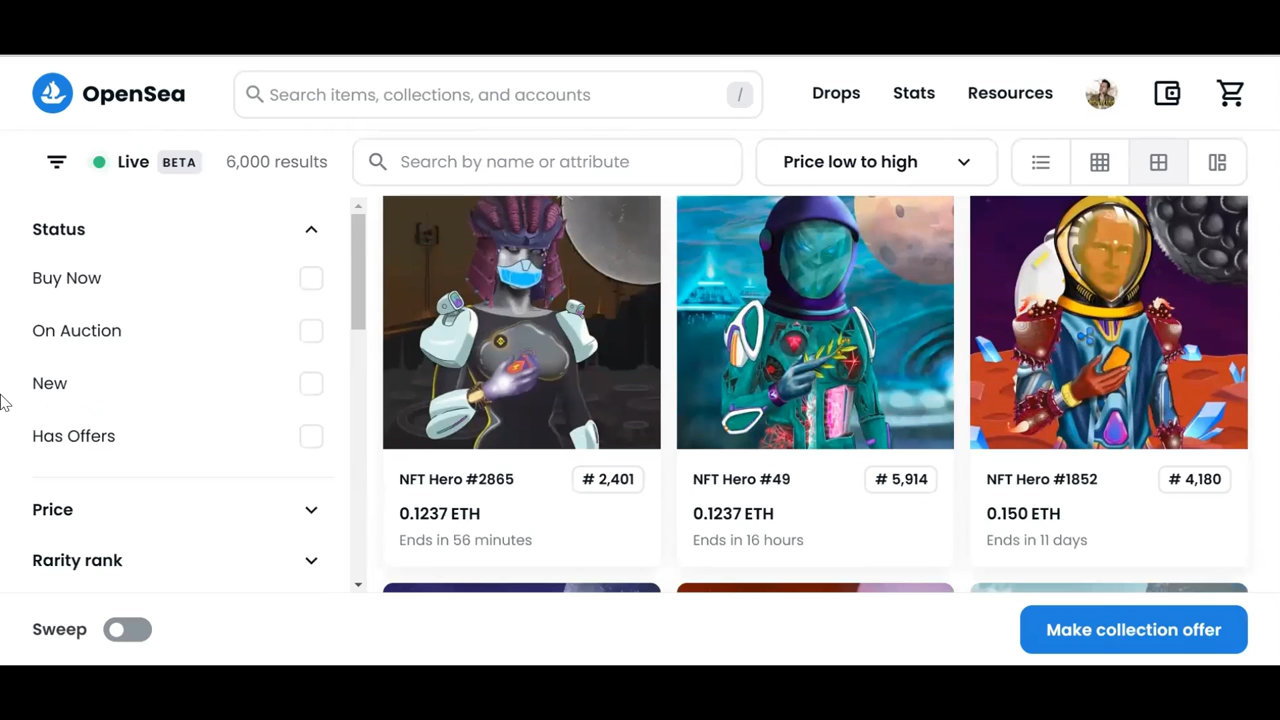 OpenSea
Search items, collections, and accounts
/
Drops
Stats
Resources
Live
BETA
6,000 results
Search by name or attribute
Price low to high
Status
Buy Now
On Auction
New
Has Offers
Price
Rarity rank
NFT Hero #2865
# 2,401
0.1237 ETH
Ends in 56 minutes
NFT Hero #49
# 5,914
0.1237 ETH
Ends in 16 hours
NFT Hero #1852
# 4,180
0.150 ETH
Ends in 11 days
Sweep
Make collection offer